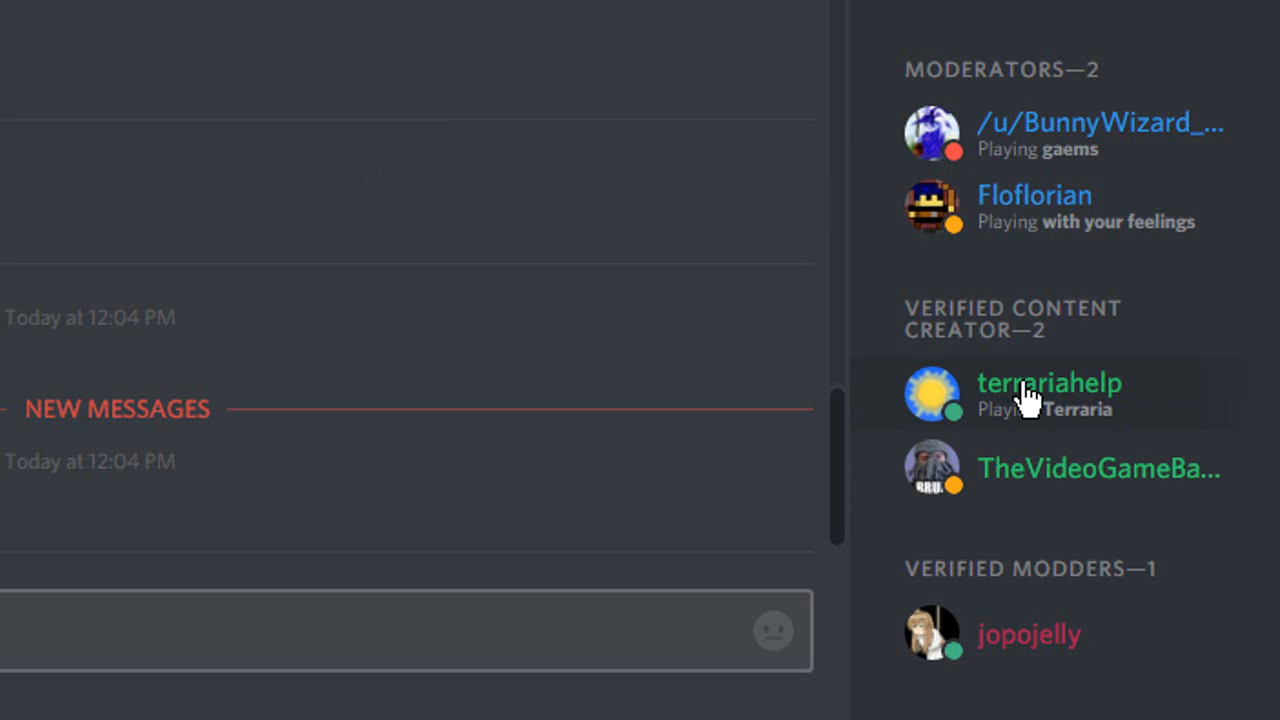 MODERATORS—2
/u/BunnyWizard_...
Playing gaems
Floflorian
Playing with your feelings
VERIFIED CONTENT
CREATOR—2
Today at 12:04 PM
terrariahelp
Terraria
NEW MESSAGES
Today at 12:04 PM
TheVideoGameBa...
BRU.
VERIFIED MODDERS—1
jopojelly